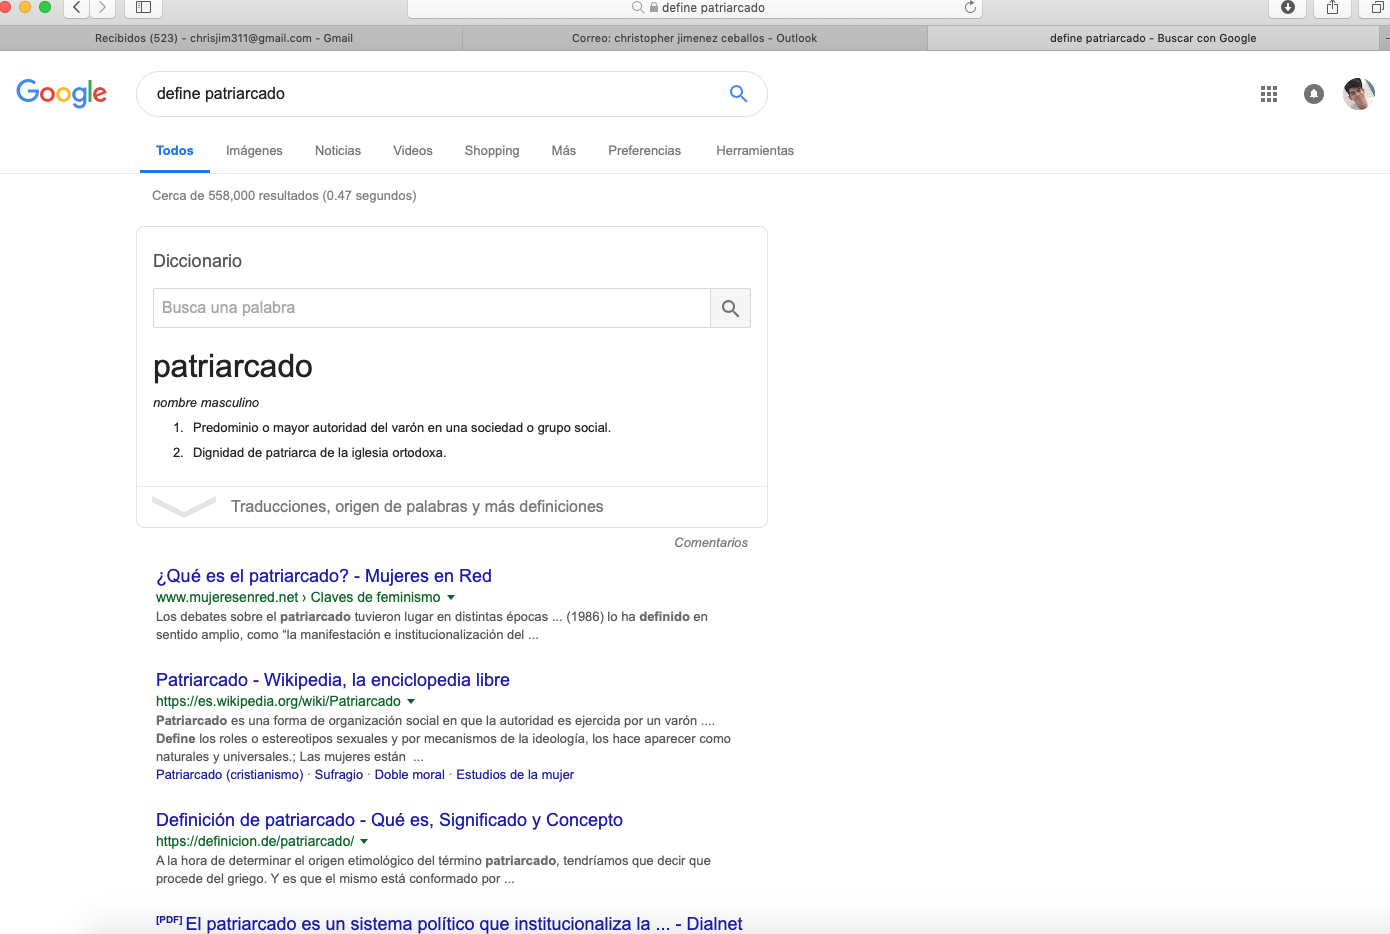 define patriarcado
Recibidos (523) - chrisjim311@gmail.com - Gmail
Correo: christopher jimenez ceballos - Outlook
define patriarcado - Buscar con Google
Google
define patriarcado
Todos
Imágenes
Noticias
Videos
Shopping
Más
Preferencias
Herramientas
Cerca de 558,000 resultados (0.47 segundos)
Diccionario
Busca una palabra
patriarcado
nombre masculino
1. Predominio o mayor autoridad del varón en una sociedad o grupo social.
2. Dignidad de patriarca de la iglesia ortodoxa.
Traducciones, origen de palabras y más definiciones
Comentarios
¿Qué es el patriarcado? - Mujeres en Red
www.mujeresenred.net › Claves de feminismo
Los debates sobre el patriarcado tuvieron lugar en distintas épocas ... (1986) lo ha definido en
sentido amplio, como “la manifestación e institucionalización del ...
Patriarcado - Wikipedia, la enciclopedia libre
https://es.wikipedia.org/wiki/Patriarcado
Patriarcado es una forma de organización social en que la autoridad es ejercida por un varón ....
Define los roles o estereotipos sexuales y por mecanismos de la ideología, los hace aparecer como
naturales y universales.; Las mujeres están ...
Patriarcado (cristianismo) · Sufragio · Doble moral · Estudios de la mujer
Definición de patriarcado - Qué es, Significado y Concepto
https://definicion.de/patriarcado/
A la hora de determinar el origen etimológico del término patriarcado, tendríamos que decir que
procede del griego. Y es que el mismo está conformado por ...
[PDF] El patriarcado es un sistema político que institucionaliza la ... - Dialnet